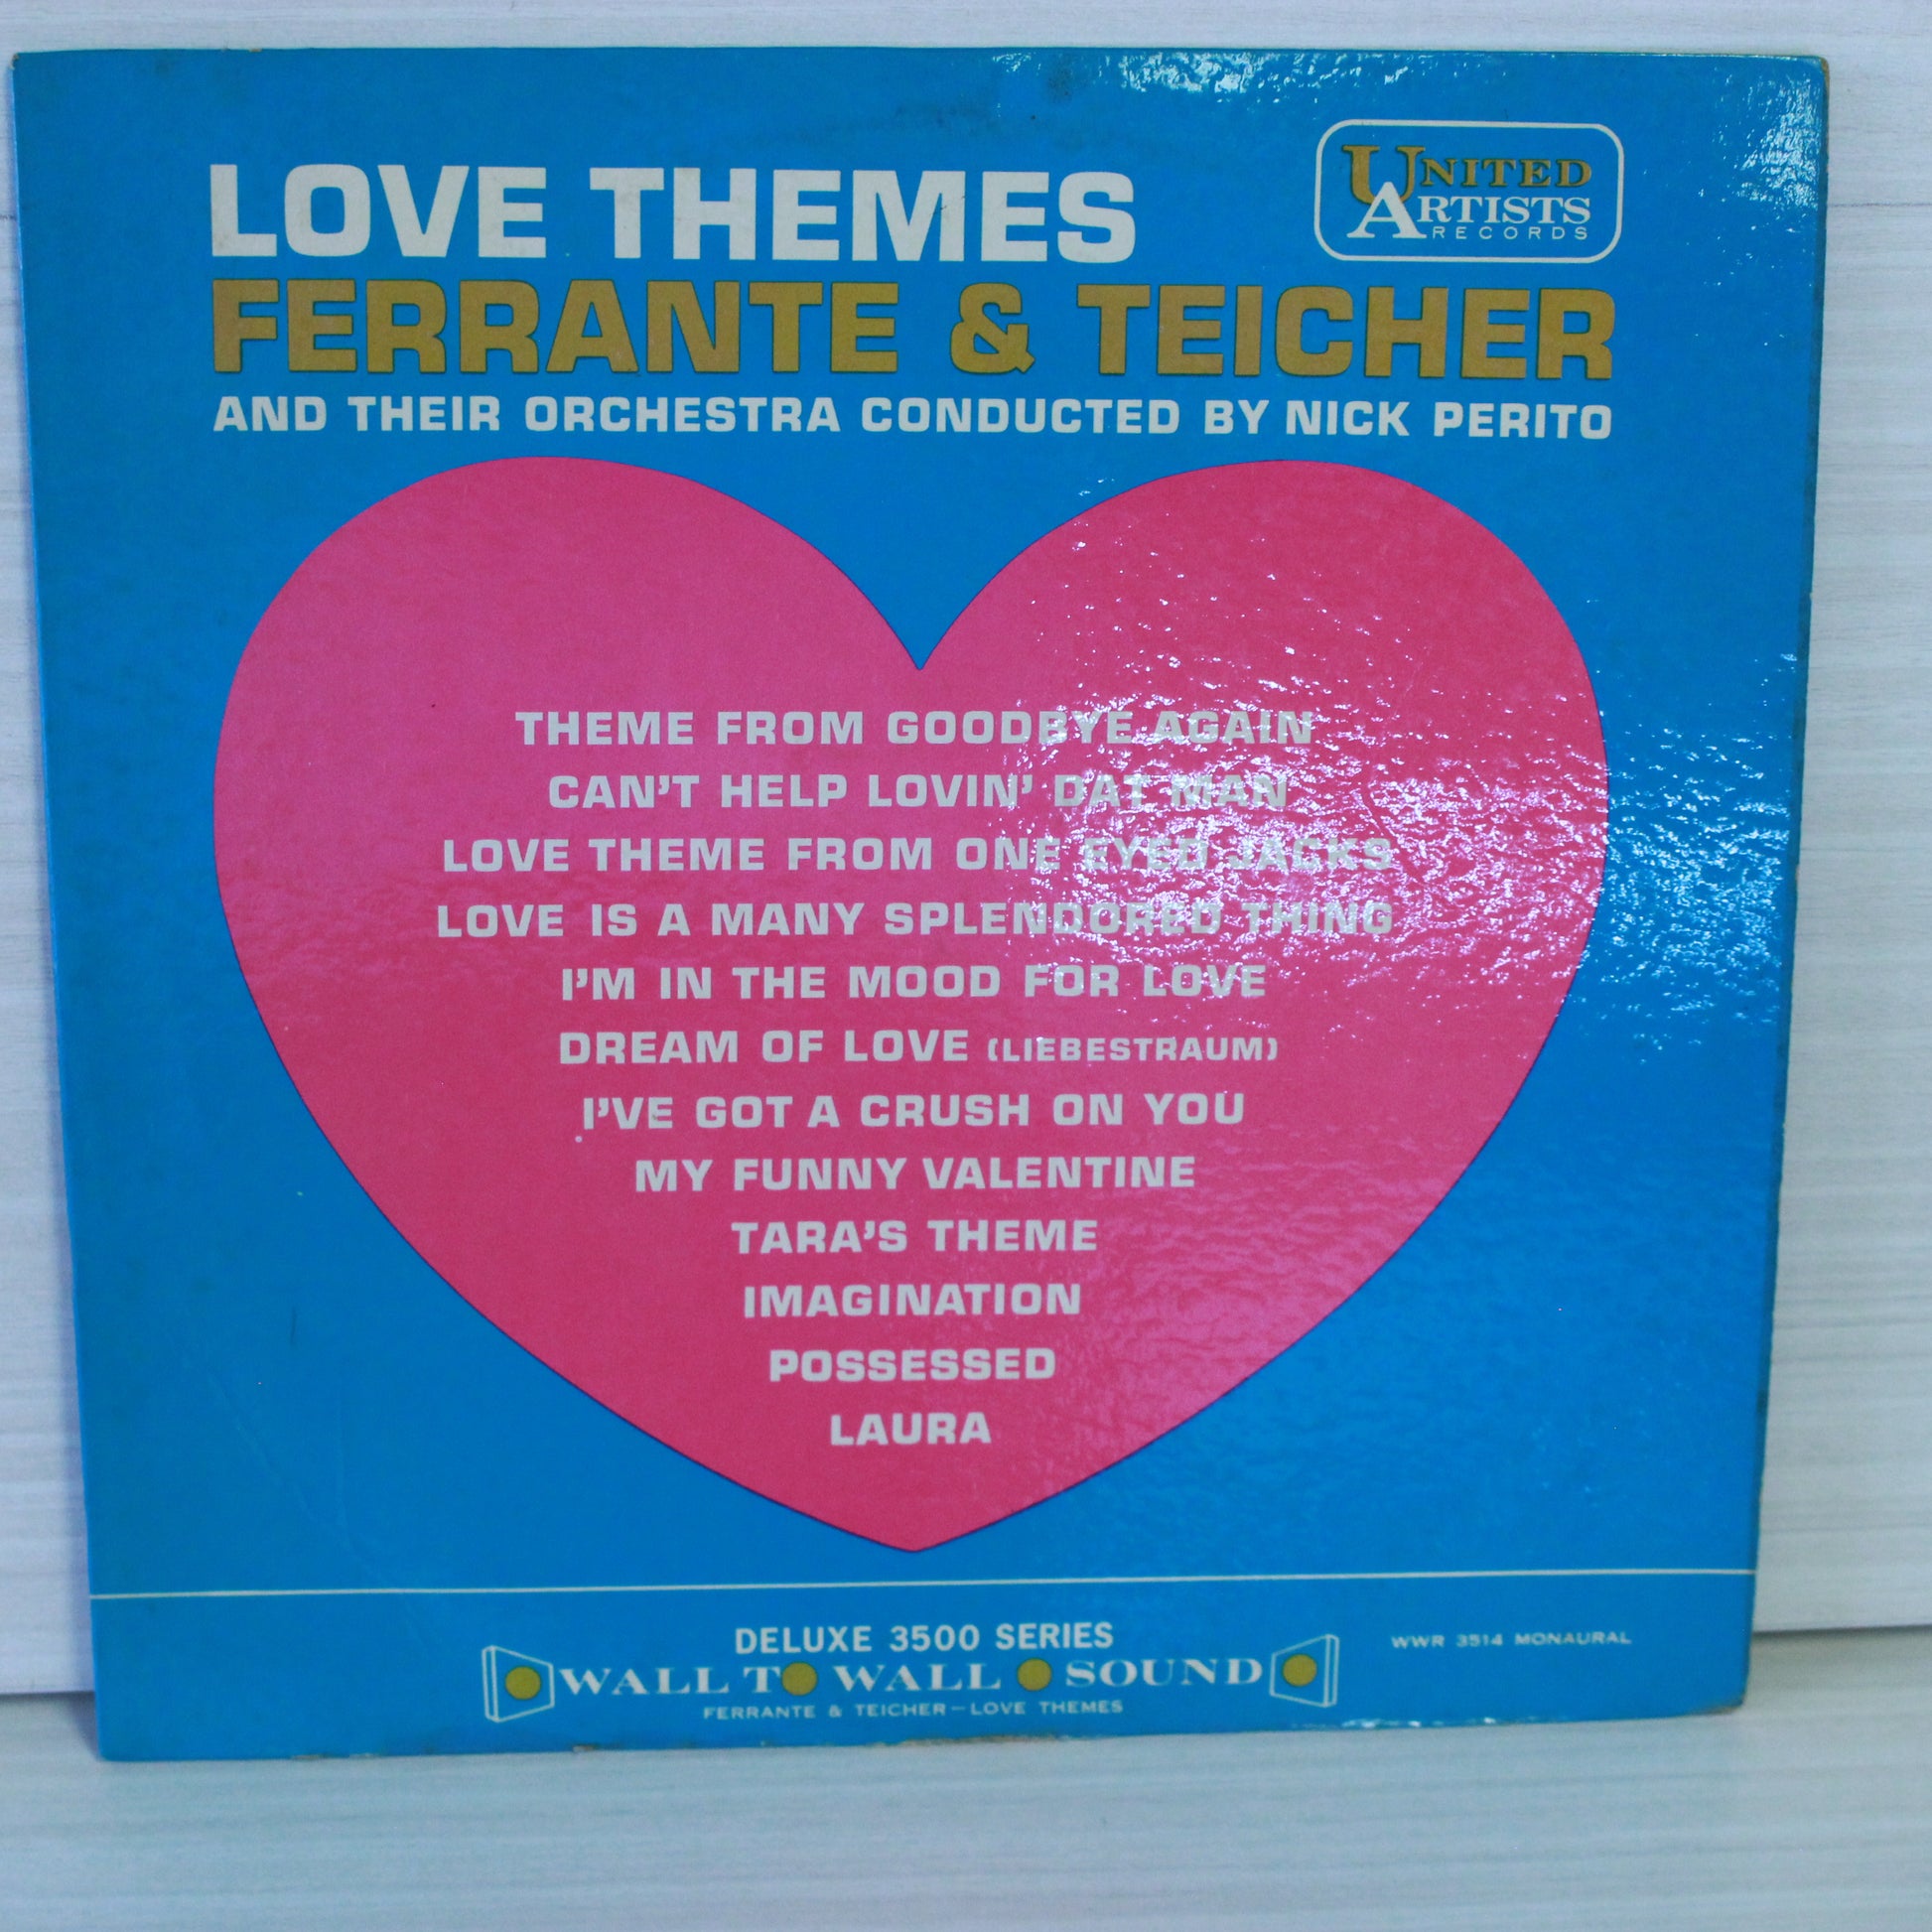 LOVE THEMES
UNITED
ARTISTS
RECORDS
FERRANTE & TEICHER
AND THEIR ORCHESTRA CONDUCTED BY NICK PERITO
THEME FROM GOODBYE AGAIN
CAN'T HELP LOVIN' DAT MAN
LOVE THEME FROM ONE EYED JACKS
LOVE IS A MANY SPLENDORED THING
I'M IN THE MOOD FOR LOVE
DREAM OF LOVE (LIEBESTRAUM)
I'VE GOT A CRUSH ON YOU
MY FUNNY VALENTINE
TARA'S THEME
IMAGINATION
POSSESSED
LAURA
DELUXE 3500 SERIES
WWR 3514 MONAURAL
WALL TO WALL SOUND
FERRANTE & TEICHER—LOVE THEMES